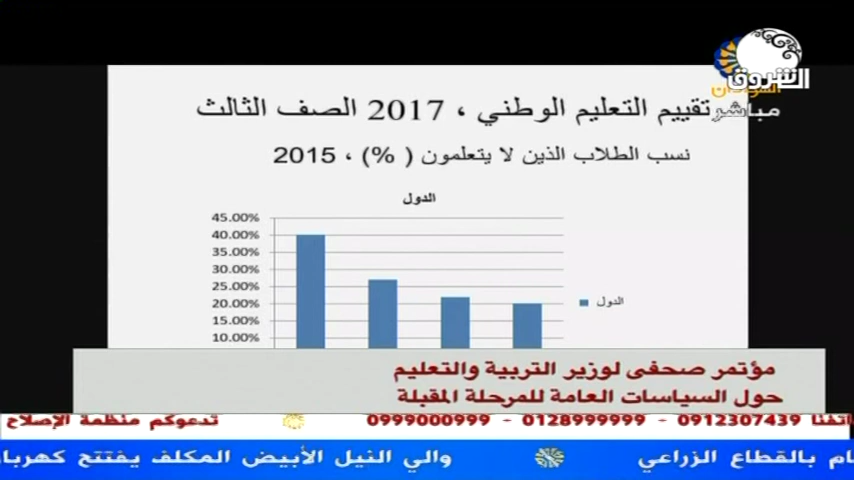 الشروق
السودان
مباشر
تقييم التعليم الوطني ، 2017 الصف الثالث
نسب الطلاب الذين لا يتعلمون ( %) ، 2015
الدول
45.00%
40.00%
35.00%
30.00%
25.00%
20.00%
15.00%
10.00%
الدول
مؤتمر صحفى لوزير التربية والتعليم
حول السياسات العامة للمرحلة المقبلة
0912307439 - 0128999999 - 0999000999 تدعوكم منظمة الإصلاح
بالقطاع الزراعي والي النيل الأبيض المكلف يفتتح